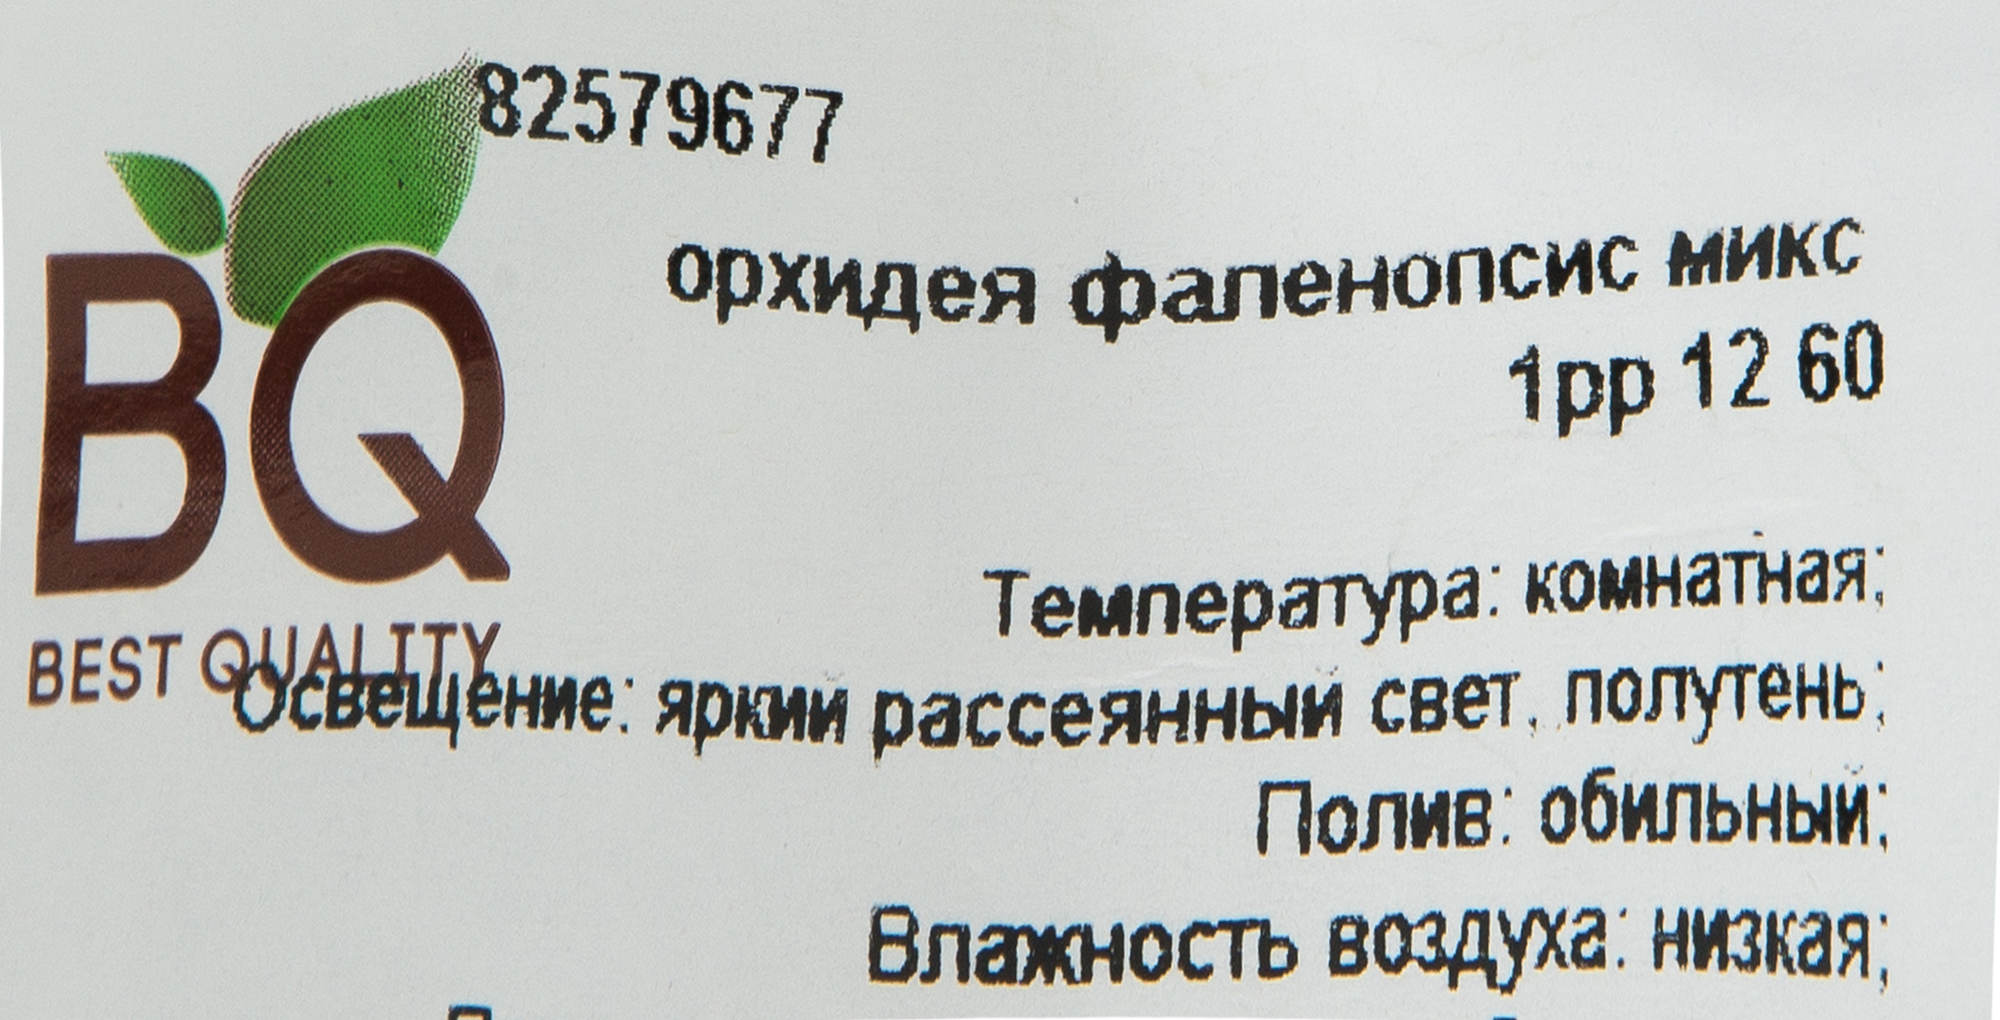 82579677
BQ
орхидея фаленопсис микс
1pp 12 60
Температура: комнатная;
BEST QUALITY
Освещение: яркий рассеянный свет, полутень;
Полив: обильный;
Влажность воздуха: низкая;